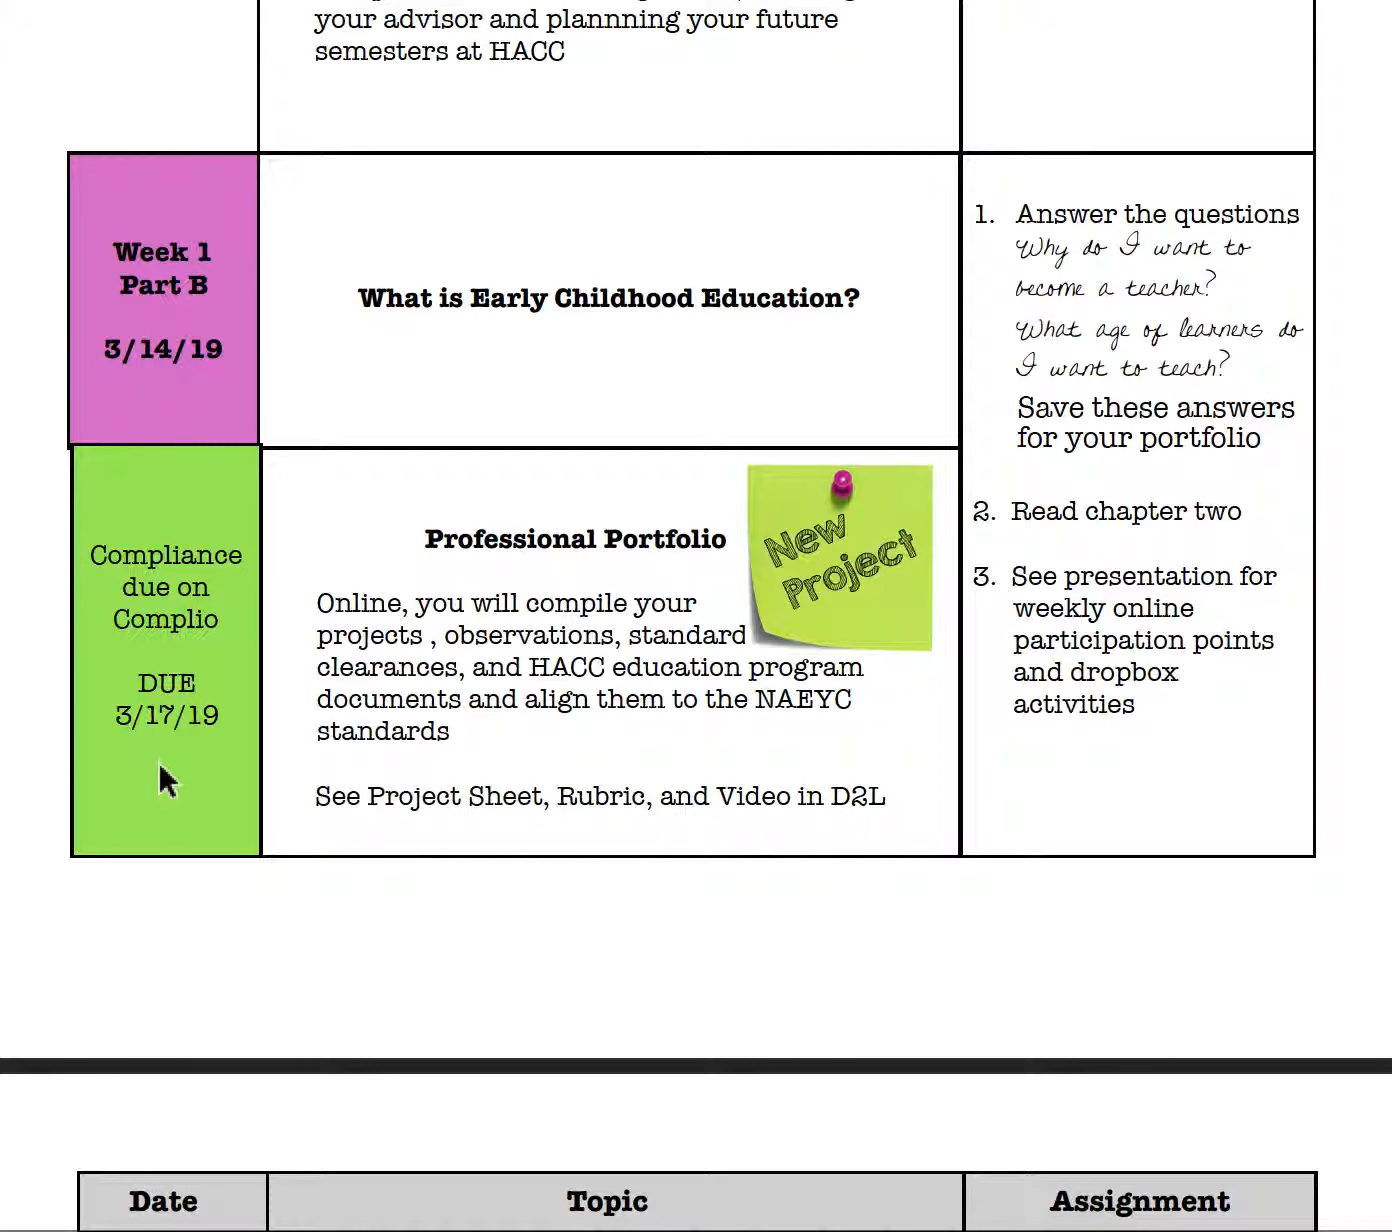 your advisor and plannning your future
semesters at HACC
Week 1
Part B
3/14/19
What is Early Childhood Education?
1. Answer the questions
Why do I want to
become a teacher?
What age of learners do
I want to teach?
Save these answers
for your portfolio
2. Read chapter two
3. See presentation for
weekly online
participation points
and dropbox
activities
Compliance
due on
Complio
DUE
3/17/19
Professional Portfolio
New
Project
Online, you will compile your
projects , observations, standard
clearances, and HACC education program
documents and align them to the NAEYC
standards
See Project Sheet, Rubric, and Video in D2L
Date
Topic
Assignment